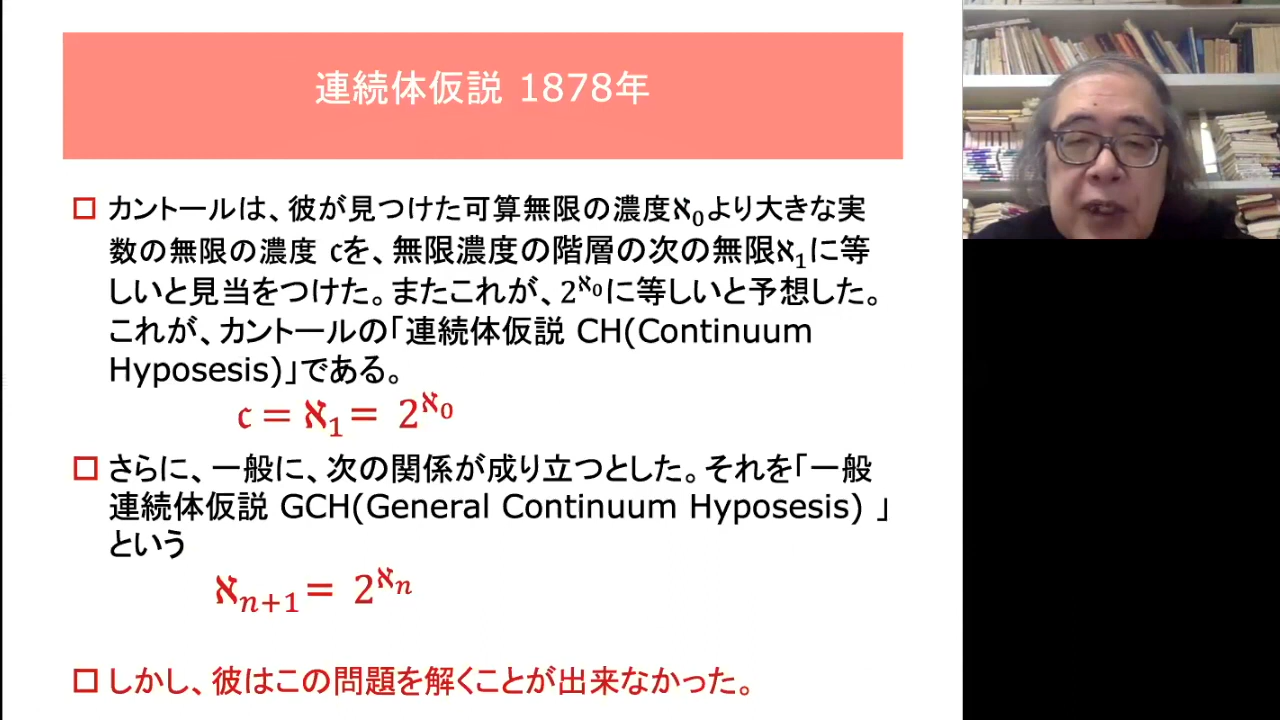 連続体仮説 1878年
□ カントールは、彼が見つけた可算無限の濃度ℵ₀より大きな実
数の無限の濃度 𝔠を、無限濃度の階層の次の無限ℵ₁に等
しいと見当をつけた。またこれが、2^ℵ₀に等しいと予想した。
これが、カントールの「連続体仮説 CH(Continuum
Hyposesis)」である。
𝔠 = ℵ₁ = 2^ℵ₀
□ さらに、一般に、次の関係が成り立つとした。それを「一般
連続体仮説 GCH(General Continuum Hyposesis) 」
という
ℵₙ₊₁ = 2^ℵₙ
□ しかし、彼はこの問題を解くことが出来なかった。